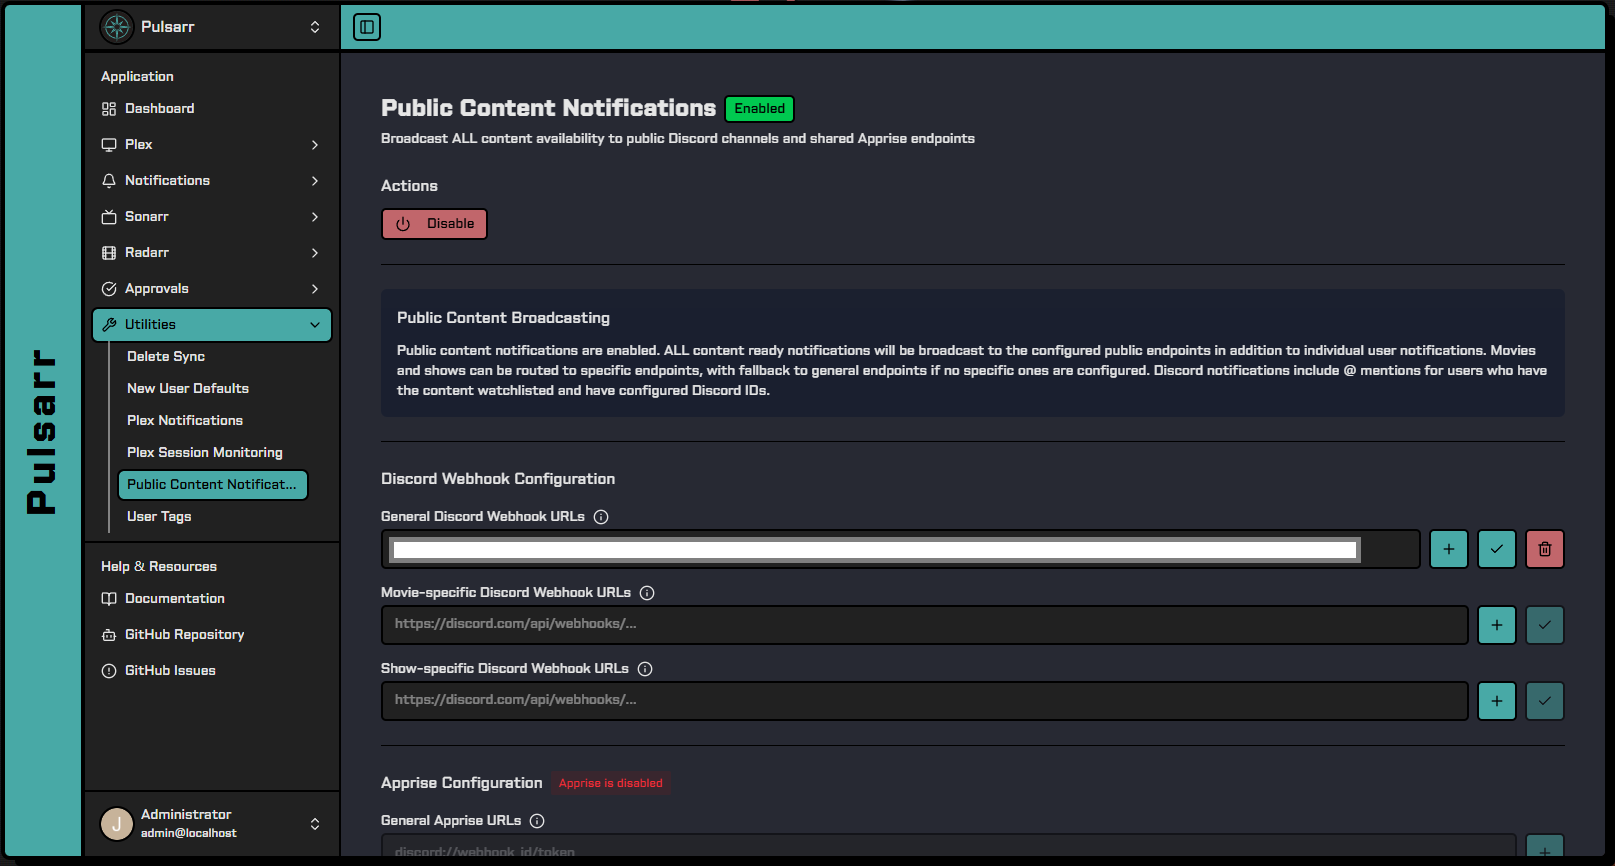 Pulsarr
Pulsarr
Application
Dashboard
Plex
Notifications
Sonarr
Radarr
Approvals
Utilities
Delete Sync
New User Defaults
Plex Notifications
Plex Session Monitoring
Public Content Notificat...
User Tags
Help & Resources
Documentation
GitHub Repository
GitHub Issues
J
Administrator
admin@localhost
Public Content Notifications Enabled
Broadcast ALL content availability to public Discord channels and shared Apprise endpoints
Actions
Disable
Public Content Broadcasting
Public content notifications are enabled. ALL content ready notifications will be broadcast to the configured public endpoints in addition to individual user notifications. Movies
and shows can be routed to specific endpoints, with fallback to general endpoints if no specific ones are configured. Discord notifications include @ mentions for users who have
the content watchlisted and have configured Discord IDs.
Discord Webhook Configuration
General Discord Webhook URLs
Movie-specific Discord Webhook URLs
https://discord.com/api/webhooks/...
Show-specific Discord Webhook URLs
https://discord.com/api/webhooks/...
Apprise Configuration Apprise is disabled
General Apprise URLs
discord://webhook_id/token